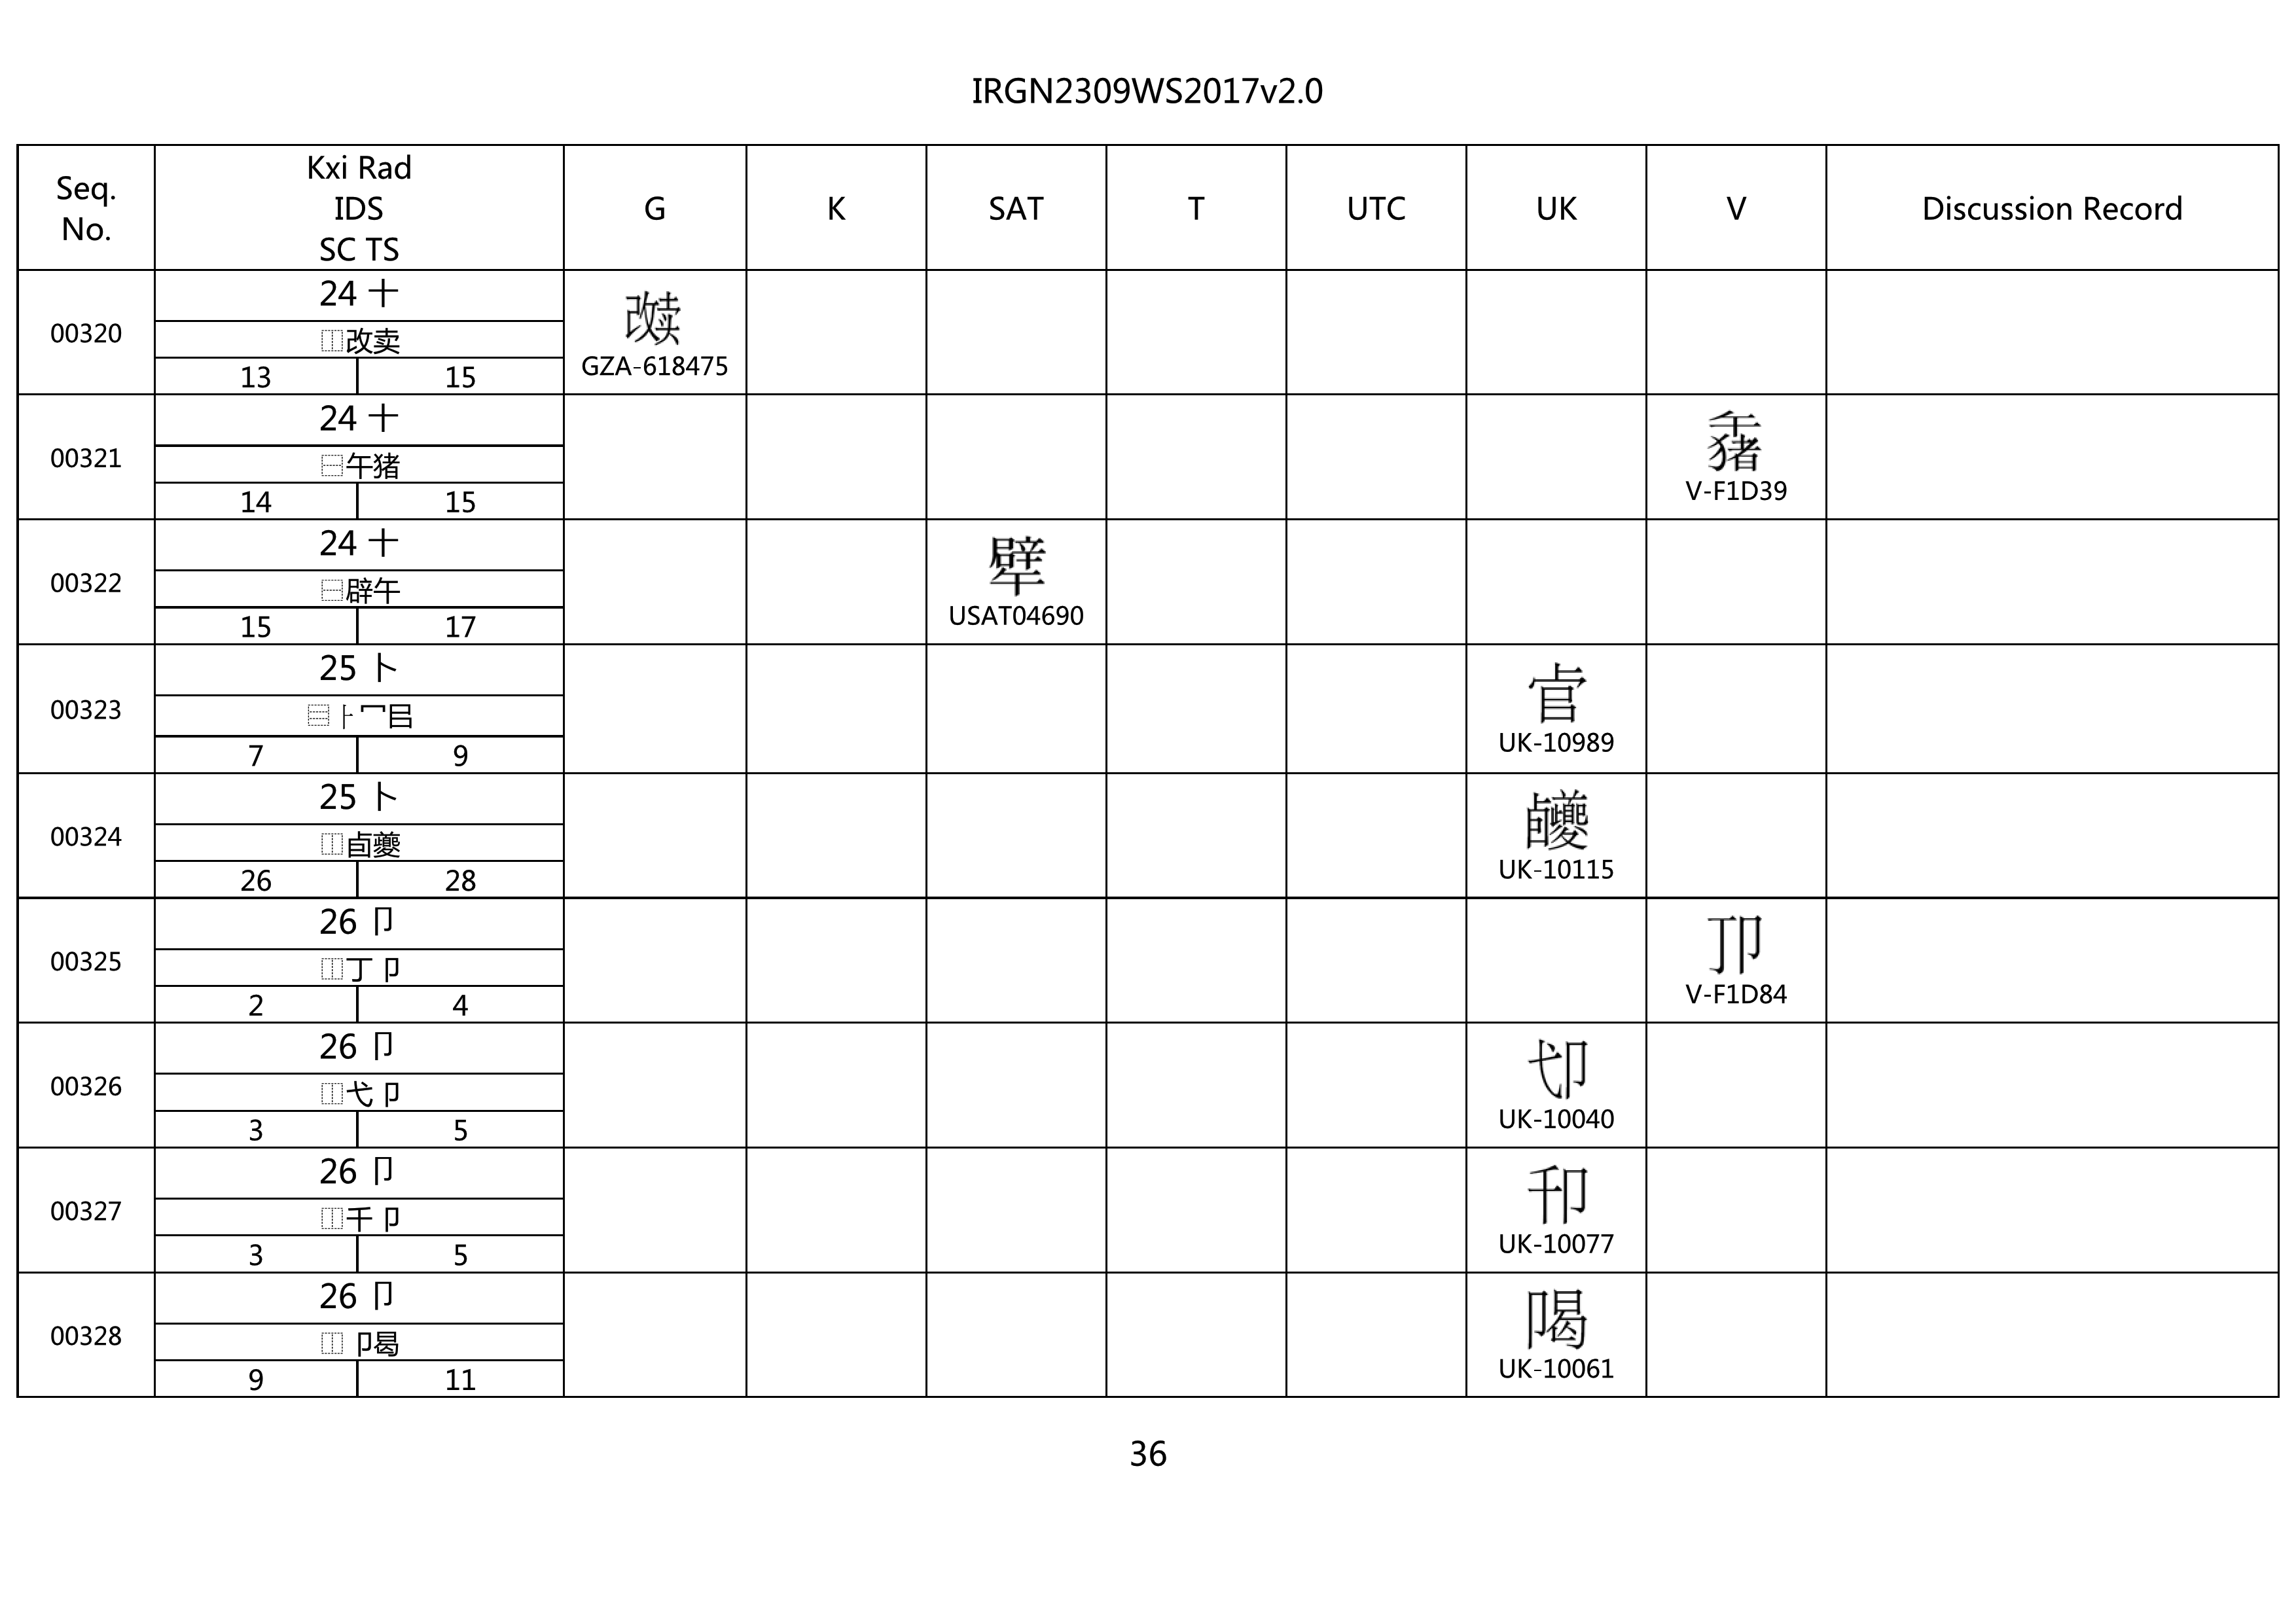 IRGN2309WS2017v2.0
Seq. No.
Kxi Rad
IDS
SC TS
G K SAT T UTC UK V Discussion Record
00320
24 十
⿰改卖
13 15
GZA-618475
00321
24 十
⿱午猪
14 15
V-F1D39
00322
24 十
⿱辟午
15 17
USAT04690
00323
25 卜
⿳⺊冖㠯
7 9
UK-10989
00324
25 卜
⿰卣夔
26 28
UK-10115
00325
26 卩
⿰丁卩
2 4
V-F1D84
00326
26 卩
⿰弋卩
3 5
UK-10040
00327
26 卩
⿰千卩
3 5
UK-10077
00328
26 卩
⿰卩曷
9 11
UK-10061
36